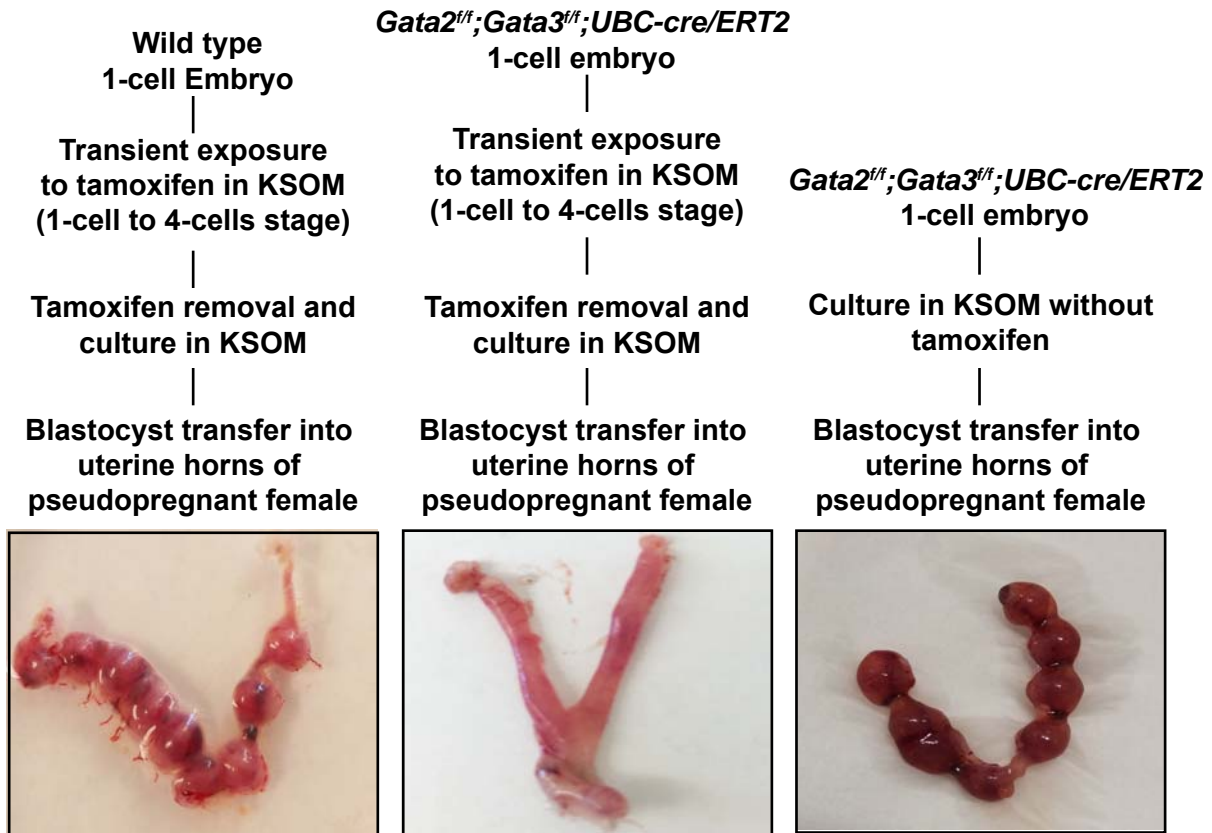 Wild type
1-cell Embryo
Transient exposure
to tamoxifen in KSOM
(1-cell to 4-cells stage)
Tamoxifen removal and
culture in KSOM
Blastocyst transfer into
uterine horns of
pseudopregnant female
Gata2f/f;Gata3f/f;UBC-cre/ERT2
1-cell embryo
Transient exposure
to tamoxifen in KSOM
(1-cell to 4-cells stage)
Tamoxifen removal and
culture in KSOM
Blastocyst transfer into
uterine horns of
pseudopregnant female
Gata2f/f;Gata3f/f;UBC-cre/ERT2
1-cell embryo
Culture in KSOM without
tamoxifen
Blastocyst transfer into
uterine horns of
pseudopregnant female